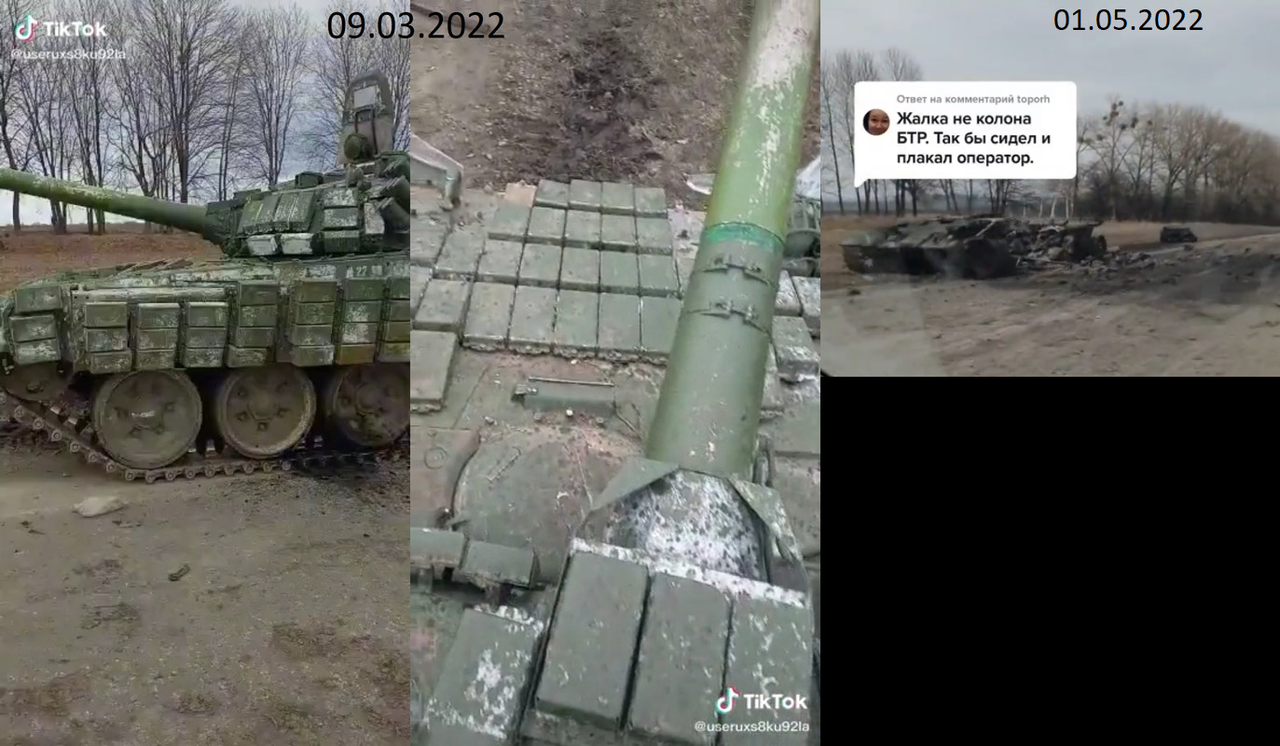 TikTok
@useruxs8ku92la
09.03.2022
01.05.2022
Ответ на комментарий toporh
Жалка не колона
БТР. Так бы сидел и
плакал оператор.
TikTok
@useruxs8ku92la